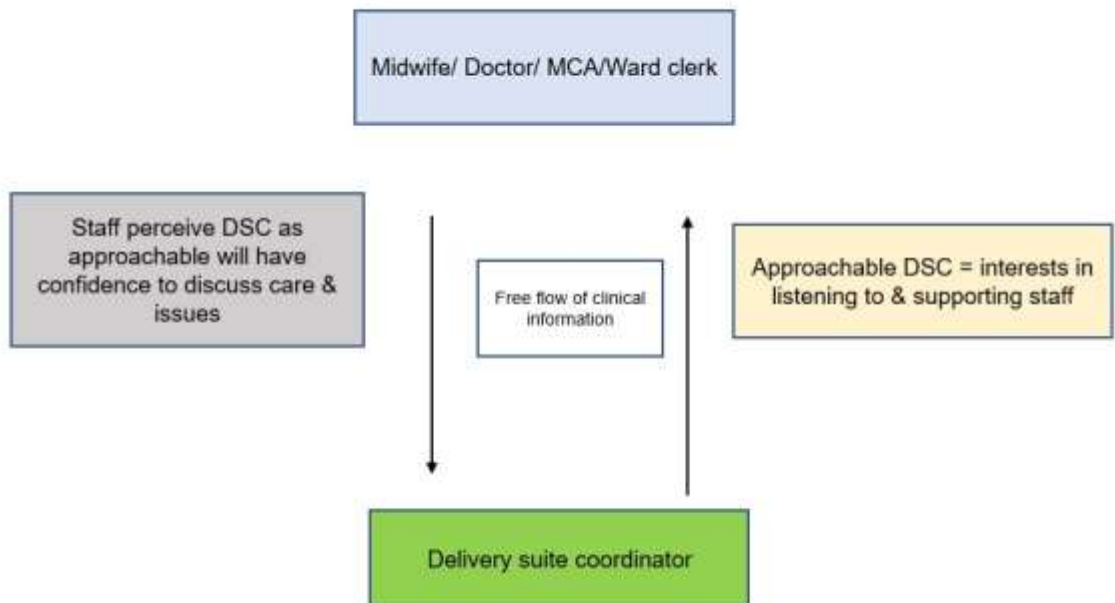 Midwife/ Doctor/ MCA/Ward clerk
Staff perceive DSC as
approachable will have
confidence to discuss care &
issues
Free flow of clinical
information
Approachable DSC = interests in
listening to & supporting staff
Delivery suite coordinator